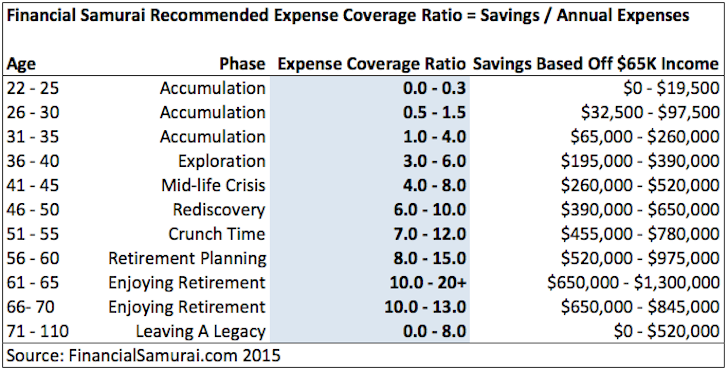 Financial Samurai Recommended Expense Coverage Ratio = Savings / Annual Expenses
Age Phase Expense Coverage Ratio Savings Based Off $65K Income
22 - 25 Accumulation 0.0 - 0.3 $0 - $19,500
26 - 30 Accumulation 0.5 - 1.5 $32,500 - $97,500
31 - 35 Accumulation 1.0 - 4.0 $65,000 - $260,000
36 - 40 Exploration 3.0 - 6.0 $195,000 - $390,000
41 - 45 Mid-life Crisis 4.0 - 8.0 $260,000 - $520,000
46 - 50 Rediscovery 6.0 - 10.0 $390,000 - $650,000
51 - 55 Crunch Time 7.0 - 12.0 $455,000 - $780,000
56 - 60 Retirement Planning 8.0 - 15.0 $520,000 - $975,000
61 - 65 Enjoying Retirement 10.0 - 20+ $650,000 - $1,300,000
66- 70 Enjoying Retirement 10.0 - 13.0 $650,000 - $845,000
71 - 110 Leaving A Legacy 0.0 - 8.0 $0 - $520,000
Source: FinancialSamurai.com 2015